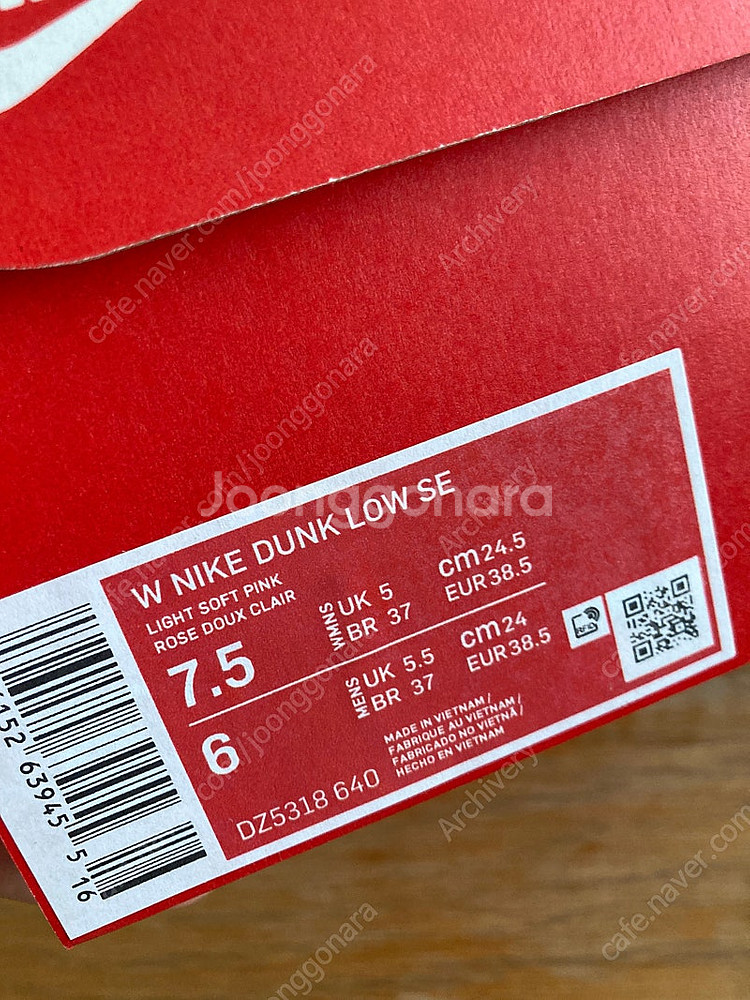 Joonggonara
cafe.naver.com/joonggonara
Archivery
W NIKE DUNK LOW SE
LIGHT SOFT PINK
ROSE DOUX CLAIR
7.5
WMNS
UK 5
BR 37
cm 24.5
EUR 38.5
6
MENS
UK 5.5
BR 37
cm 24
EUR 38.5
RFID
MADE IN VIETNAM /
FABRIQUE AU VIETNAM /
FABRICADO NO VIETNÃ /
HECHO EN VIETNAM
DZ5318 640
63945 5
16